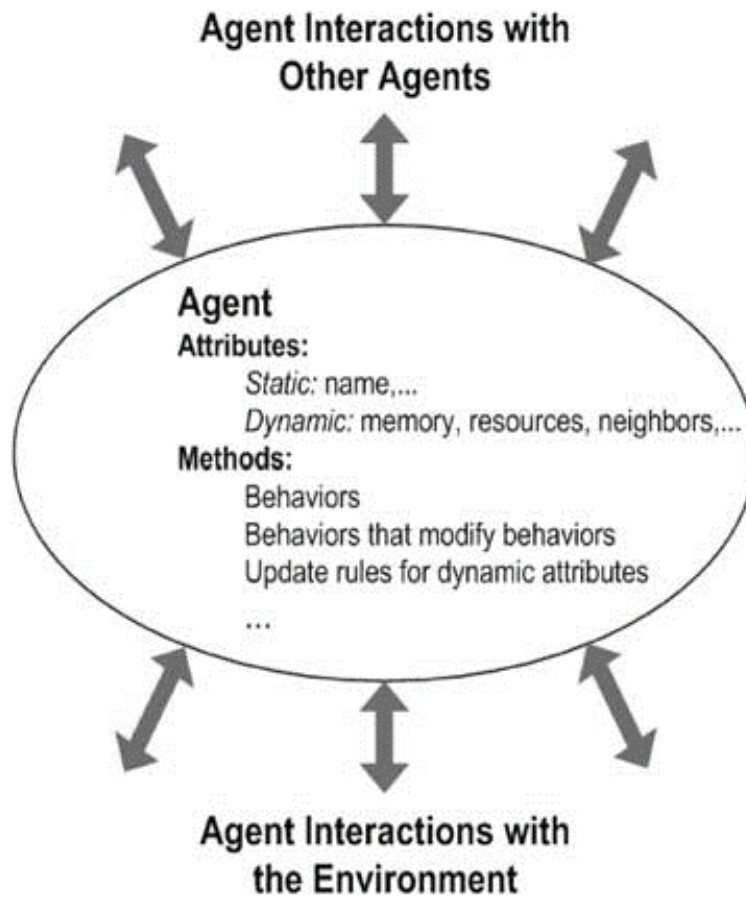 Agent Interactions with
Other Agents
Agent
Attributes:
Static: name,...
Dynamic: memory, resources, neighbors,...
Methods:
Behaviors
Behaviors that modify behaviors
Update rules for dynamic attributes
...
Agent Interactions with
the Environment